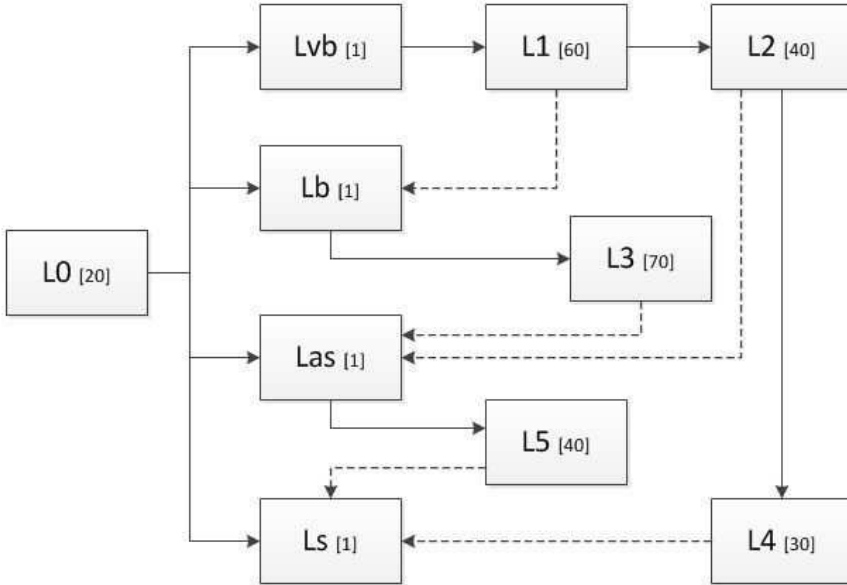 Lvb [1]
L1 [60]
L2 [40]
Lb [1]
L0 [20]
L3 [70]
Las [1]
L5 [40]
Ls [1]
L4 [30]